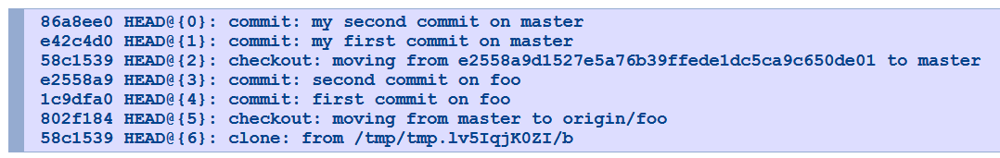 86a8ee0 HEAD@{0}: commit: my second commit on master
e42c4d0 HEAD@{1}: commit: my first commit on master
58c1539 HEAD@{2}: checkout: moving from e2558a9d1527e5a76b39ffede1dc5ca9c650de01 to master
e2558a9 HEAD@{3}: commit: second commit on foo
1c9dfa0 HEAD@{4}: commit: first commit on foo
802f184 HEAD@{5}: checkout: moving from master to origin/foo
58c1539 HEAD@{6}: clone: from /tmp/tmp.lv5IqjK0ZI/b